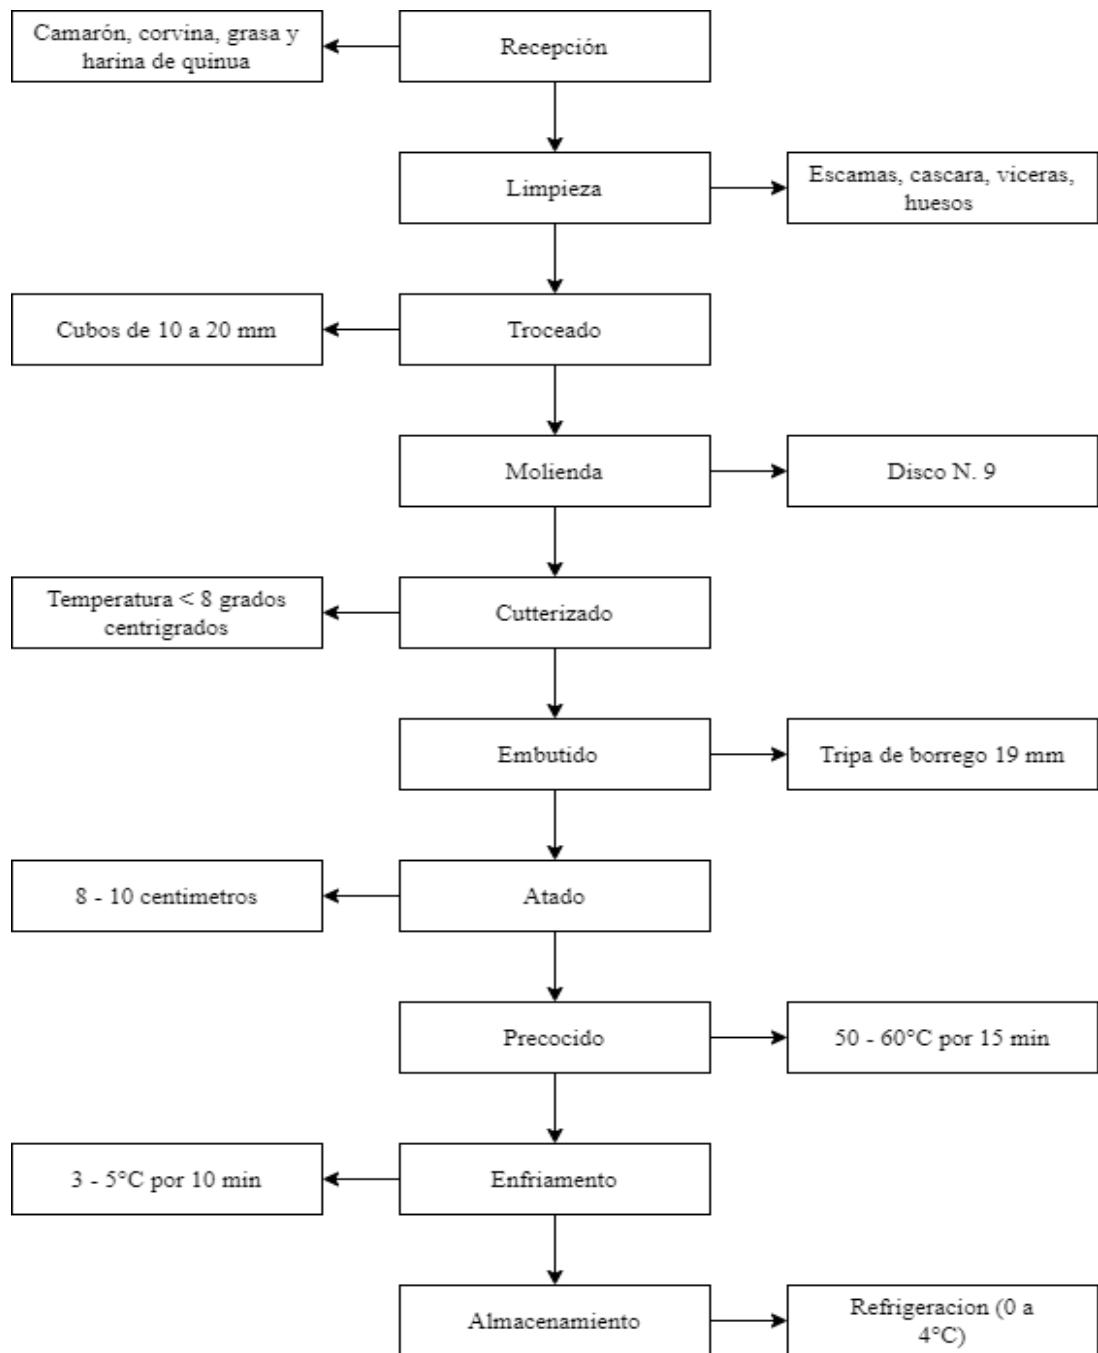 Camarón, corvina, grasa y
harina de quinua
Recepción
Limpieza
Escamas, cascara, viceras,
huesos
Cubos de 10 a 20 mm
Troceado
Molienda
Disco N. 9
Temperatura < 8 grados
centrigrados
Cutterizado
Embutido
Tripa de borrego 19 mm
8 - 10 centimetros
Atado
Precocido
50 - 60°C por 15 min
3 - 5°C por 10 min
Enfriamento
Almacenamiento
Refrigeracion (0 a
4°C)